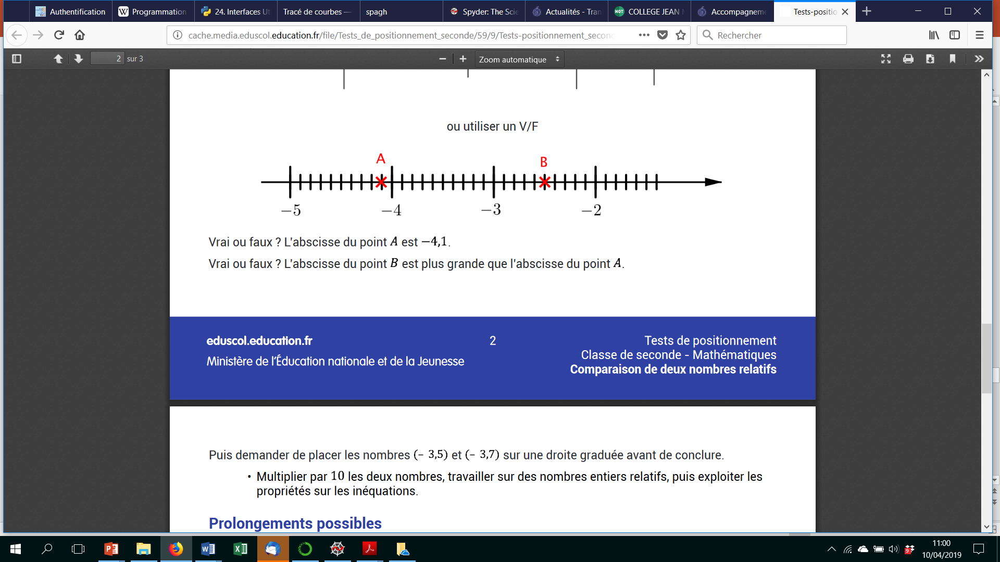 Authentification
Programmation
24. Interfaces Ut
Tracé de courbes —
spagh
Spyder: The Scie
Actualités - Tran
NOT
COLLEGE JEAN
Accompagneme
Tests-positio
cache.media.eduscol.education.fr/file/Tests_de_positionnement_seconde/59/9/Tests-positionnement_secon
Rechercher
2 sur 3
Zoom automatique
ou utiliser un V/F
A
B
−5 −4 −3 −2
Vrai ou faux ? L'abscisse du point A est −4,1.
Vrai ou faux ? L'abscisse du point B est plus grande que l'abscisse du point A.
eduscol.education.fr
Ministère de l'Éducation nationale et de la Jeunesse
2
Tests de positionnement
Classe de seconde - Mathématiques
Comparaison de deux nombres relatifs
Puis demander de placer les nombres (− 3,5) et (− 3,7) sur une droite graduée avant de conclure.
• Multiplier par 10 les deux nombres, travailler sur des nombres entiers relatifs, puis exploiter les
propriétés sur les inéquations.
Prolongements possibles
11:00
10/04/2019
9